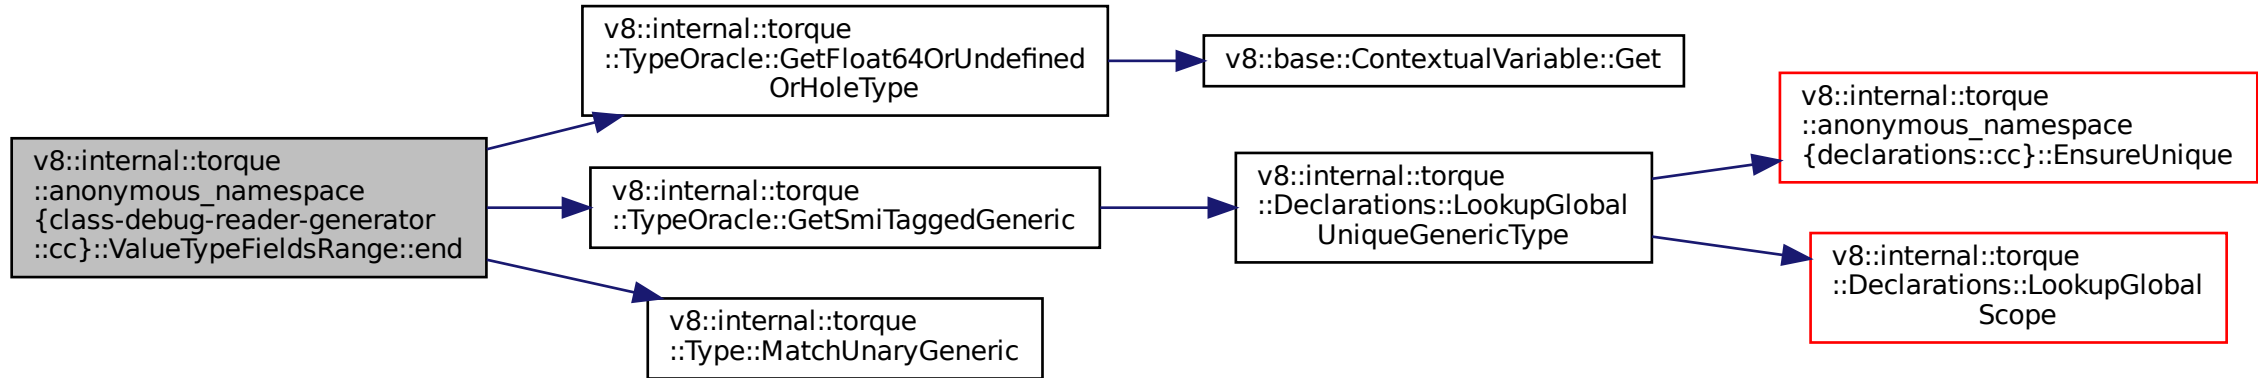 v8::internal::torque
::anonymous_namespace
{class-debug-reader-generator
::cc}::ValueTypeFieldsRange::end
v8::internal::torque
::TypeOracle::GetFloat64OrUndefined
OrHoleType
v8::base::ContextualVariable::Get
v8::internal::torque
::TypeOracle::GetSmiTaggedGeneric
v8::internal::torque
::Declarations::LookupGlobal
UniqueGenericType
v8::internal::torque
::anonymous_namespace
{declarations::cc}::EnsureUnique
v8::internal::torque
::Declarations::LookupGlobal
Scope
v8::internal::torque
::Type::MatchUnaryGeneric